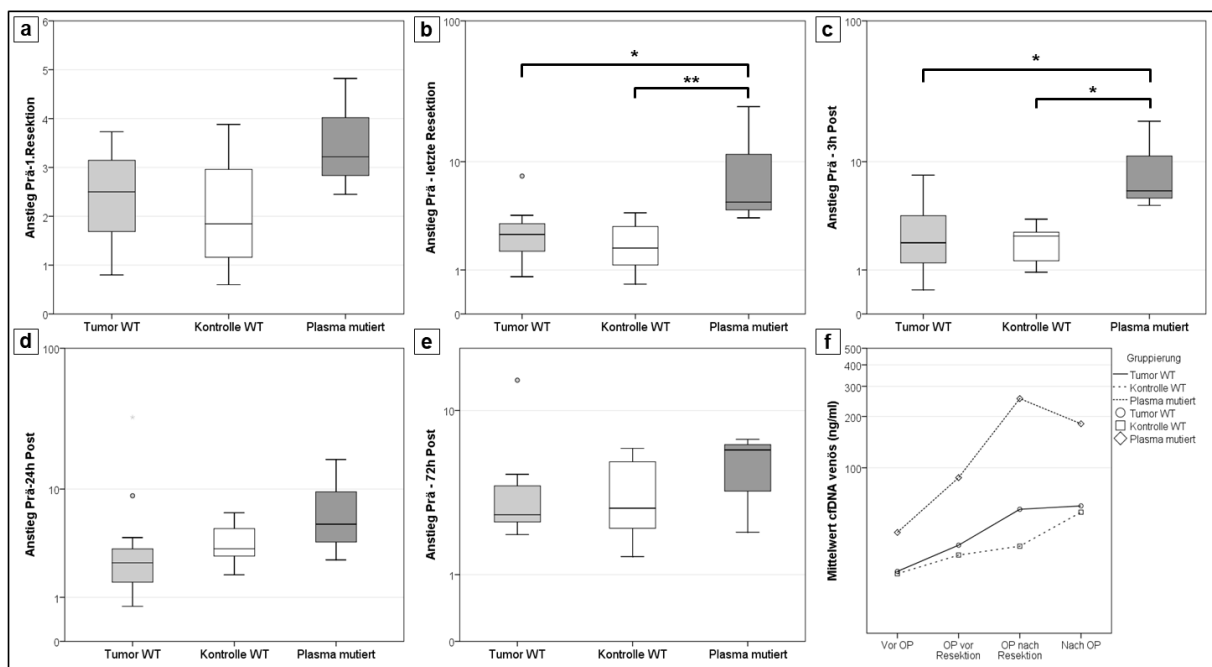 a
6
5
4
3
2
1
0
Anstieg Prä-1.Resektion
Tumor WT
Kontrolle WT
Plasma mutiert
b
100
10
1
0
Anstieg Prä - letzte Resektion
*
**
Tumor WT
Kontrolle WT
Plasma mutiert
c
100
10
1
0
Anstieg Prä - 3h Post
*
*
Tumor WT
Kontrolle WT
Plasma mutiert
d
100
10
1
0
Anstieg Prä-24h Post
Tumor WT
Kontrolle WT
Plasma mutiert
e
10
1
0
Anstieg Prä - 72h Post
Tumor WT
Kontrolle WT
Plasma mutiert
f
500
400
300
200
100
Mittelwert cfDNA venös (ng/ml)
Vor OP
OP vor
Resektion
OP nach
Resektion
Nach OP
Gruppierung
Tumor WT
Kontrolle WT
Plasma mutiert
Tumor WT
Kontrolle WT
Plasma mutiert